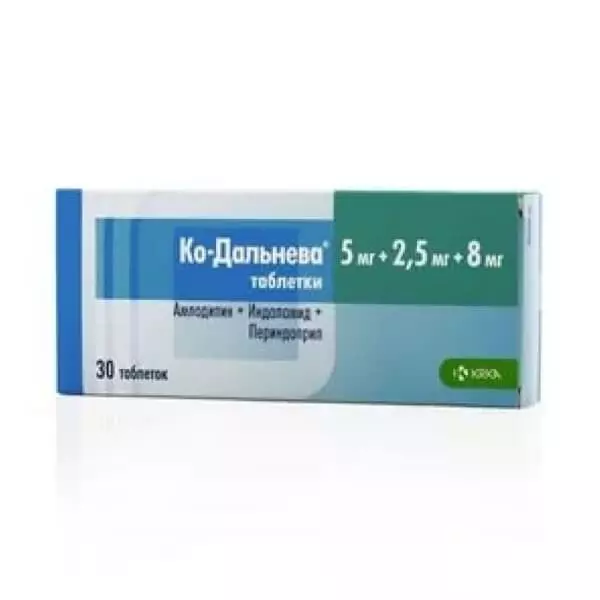 Ко-Дальнева®
таблетки
5 мг + 2,5 мг + 8 мг
Амлодипин + Индапамид +
Периндоприл
30 таблеток
KRKA